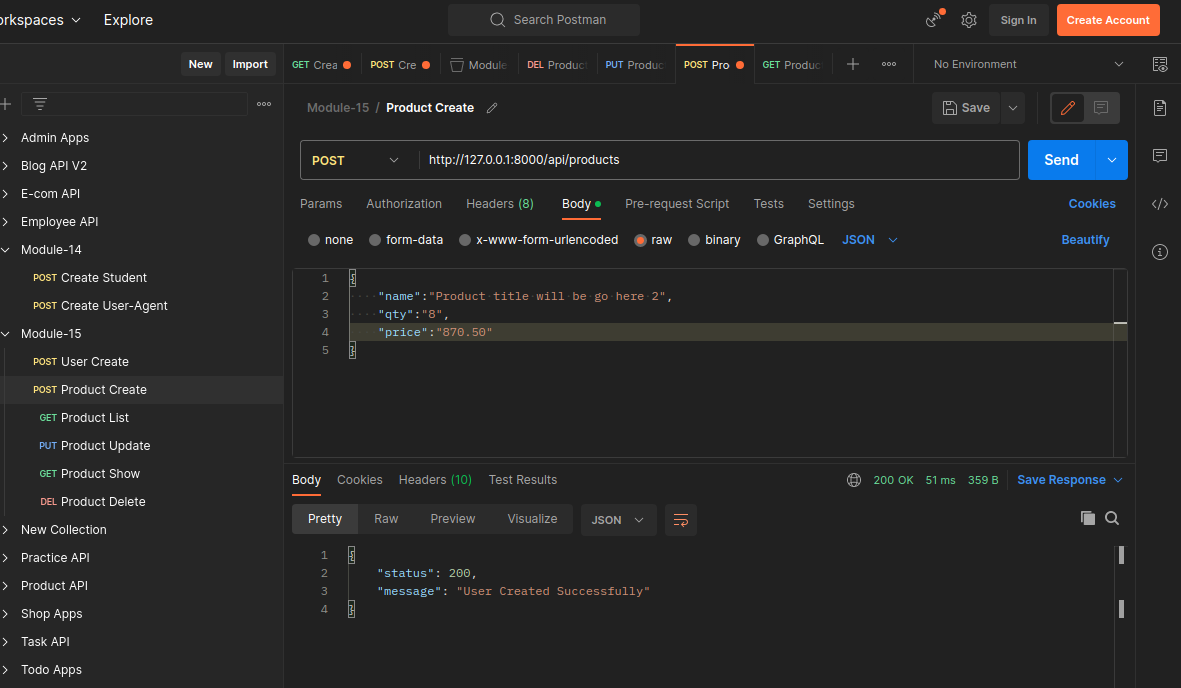 orkspaces Explore Search Postman Sign In Create Account
New Import GET Crea POST Cre Module DEL Produc PUT Produc POST Pro GET Produc No Environment
Module-15 / Product Create Save
POST http://127.0.0.1:8000/api/products Send
Params Authorization Headers (8) Body Pre-request Script Tests Settings Cookies
none form-data x-www-form-urlencoded raw binary GraphQL JSON Beautify
1 {
2 "name":"Product title will be go here 2",
3 "qty":"8",
4 "price":"870.50"
5 }
Admin Apps
Blog API V2
E-com API
Employee API
Module-14
POST Create Student
POST Create User-Agent
Module-15
POST User Create
POST Product Create
GET Product List
PUT Product Update
GET Product Show
DEL Product Delete
New Collection
Practice API
Product API
Shop Apps
Task API
Todo Apps
Body Cookies Headers (10) Test Results 200 OK 51 ms 359 B Save Response
Pretty Raw Preview Visualize JSON
1 {
2 "status": 200,
3 "message": "User Created Successfully"
4 }